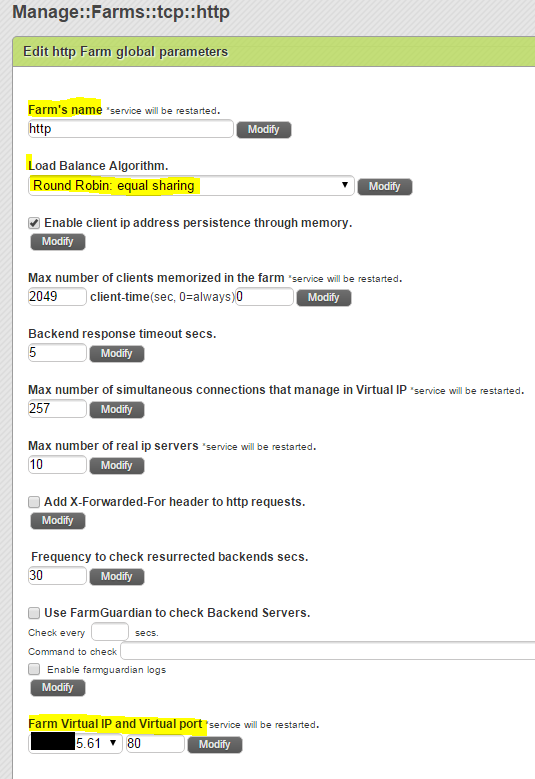 Manage::Farms::tcp::http
Edit http Farm global parameters
Farm's name *service will be restarted.
http Modify
Load Balance Algorithm.
Round Robin: equal sharing Modify
Enable client ip address persistence through memory.
Modify
Max number of clients memorized in the farm *service will be restarted.
2049 client-time(sec, 0=always) 0 Modify
Backend response timeout secs.
5 Modify
Max number of simultaneous connections that manage in Virtual IP *service will be restarted.
257 Modify
Max number of real ip servers *service will be restarted.
10 Modify
Add X-Forwarded-For header to http requests.
Modify
Frequency to check resurrected backends secs.
30 Modify
Use FarmGuardian to check Backend Servers.
Check every secs.
Command to check
Enable farmguardian logs
Modify
Farm Virtual IP and Virtual port *service will be restarted.
5.61 80 Modify